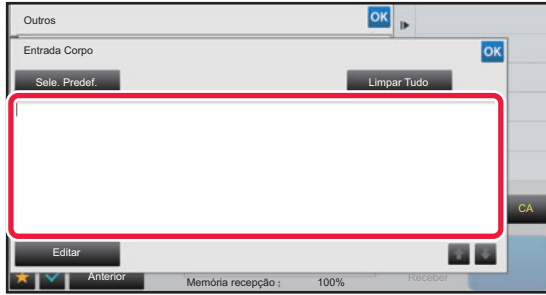 Outros OK
Entrada Corpo OK
Sele. Predef. Limpar Tudo
CA
Editar
Anterior Memória recepção : 100% Receber